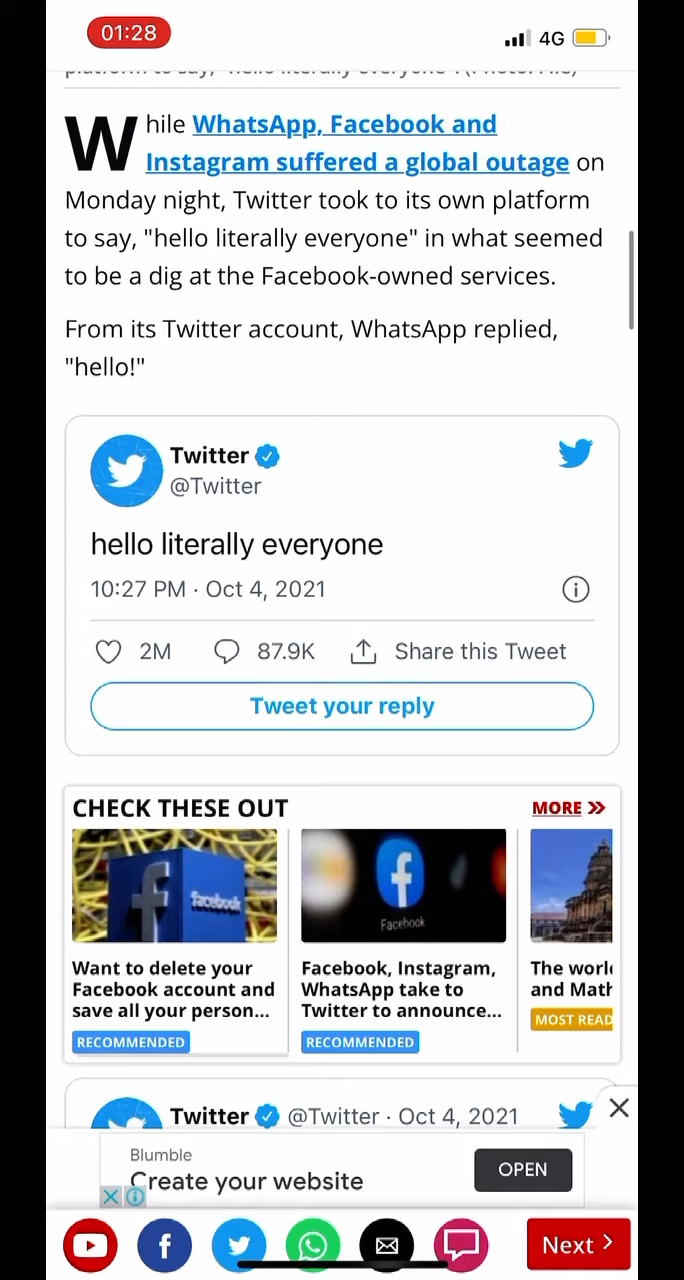 01:28
4G
While WhatsApp, Facebook and
Instagram suffered a global outage on
Monday night, Twitter took to its own platform
to say, "hello literally everyone" in what seemed
to be a dig at the Facebook-owned services.
From its Twitter account, WhatsApp replied,
"hello!"
Twitter
@Twitter
hello literally everyone
10:27 PM · Oct 4, 2021
2M
87.9K
Share this Tweet
Tweet your reply
CHECK THESE OUT
MORE »
facebook
Facebook
Want to delete your
Facebook account and
save all your person...
RECOMMENDED
Facebook, Instagram,
WhatsApp take to
Twitter to announce...
RECOMMENDED
The worl
and Math
MOST READ
Twitter @Twitter · Oct 4, 2021
Blumble
Create your website
OPEN
Next